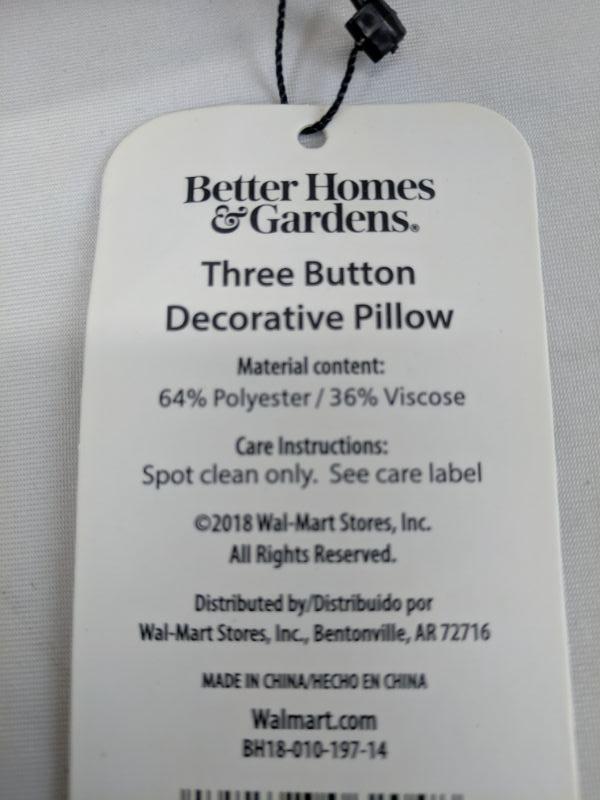 Better Homes
& Gardens®
Three Button
Decorative Pillow
Material content:
64% Polyester / 36% Viscose
Care Instructions:
Spot clean only. See care label
©2018 Wal-Mart Stores, Inc.
All Rights Reserved.
Distributed by/Distribuido por
Wal-Mart Stores, Inc., Bentonville, AR 72716
MADE IN CHINA/HECHO EN CHINA
Walmart.com
BH18-010-197-14